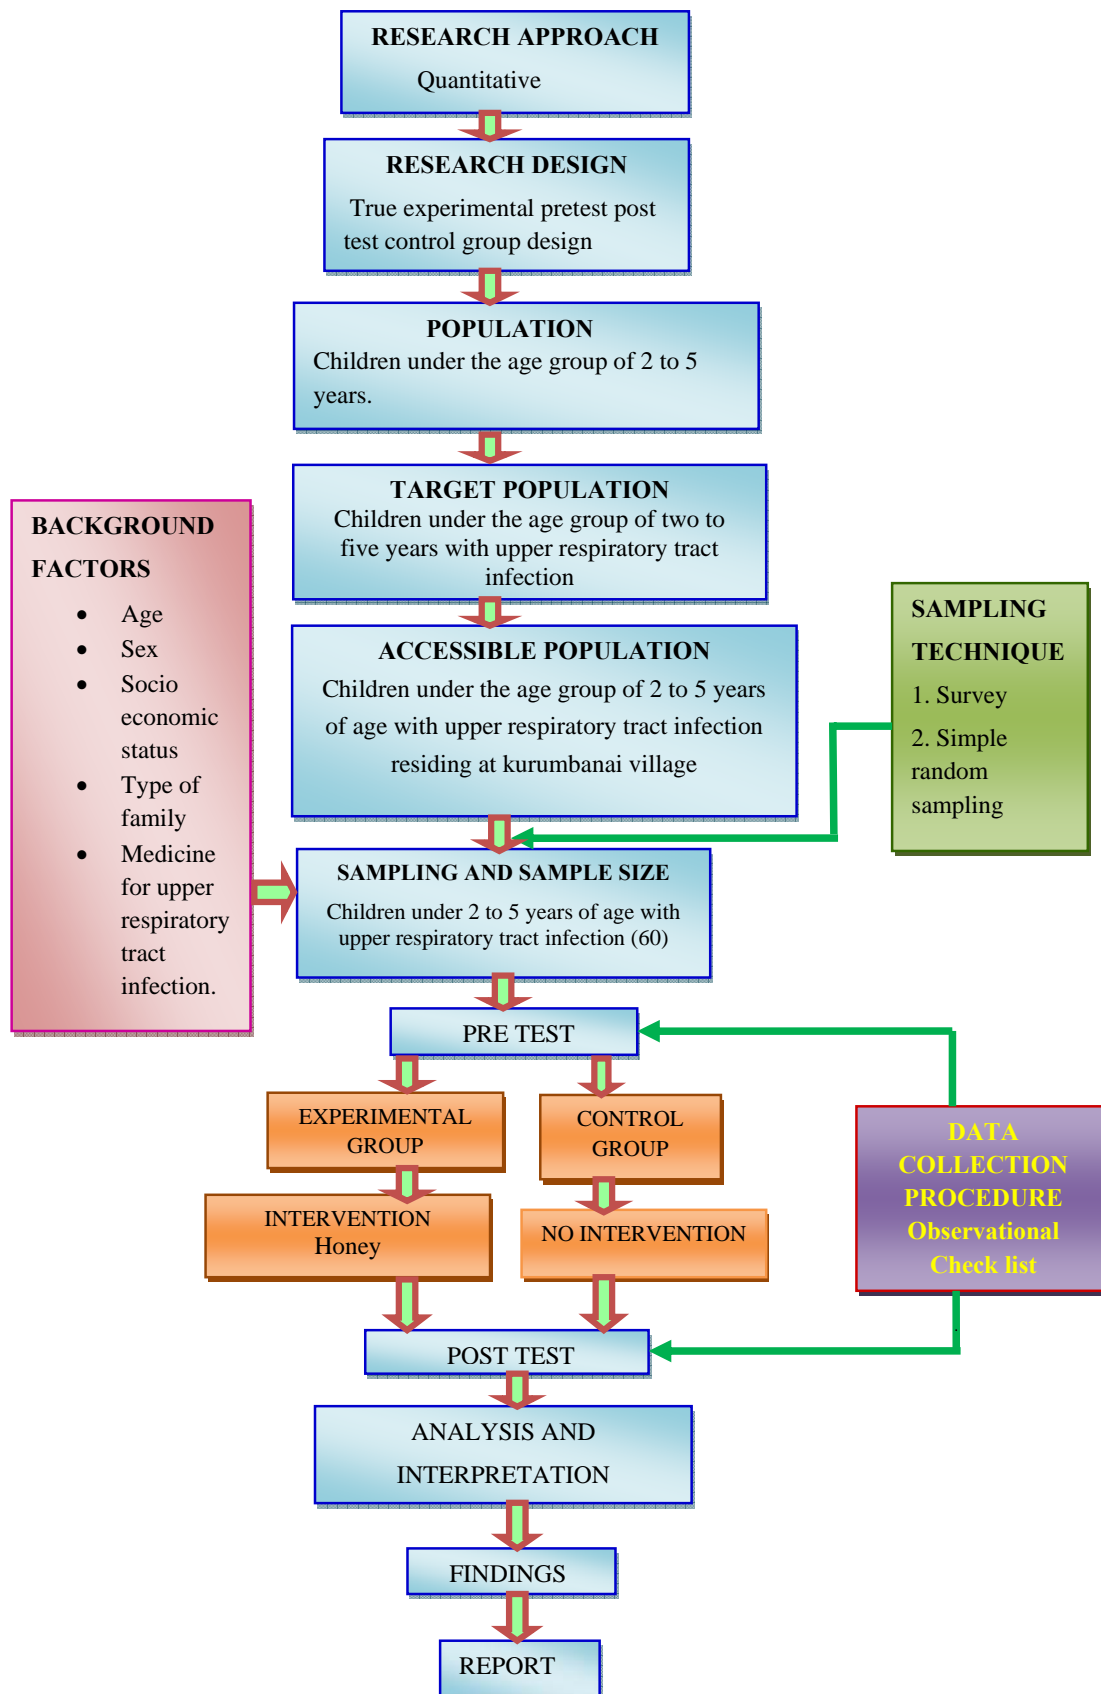 RESEARCH APPROACH
Quantitative
RESEARCH DESIGN
True experimental pretest post
test control group design
POPULATION
Children under the age group of 2 to 5
years.
TARGET POPULATION
Children under the age group of two to
five years with upper respiratory tract
infection
BACKGROUND
FACTORS
• Age
• Sex
• Socio
economic
status
• Type of
family
• Medicine
for upper
respiratory
tract
infection.
ACCESSIBLE POPULATION
Children under the age group of 2 to 5 years
of age with upper respiratory tract infection
residing at kurumbanai village
SAMPLING
TECHNIQUE
1. Survey
2. Simple
random
sampling
SAMPLING AND SAMPLE SIZE
Children under 2 to 5 years of age with
upper respiratory tract infection (60)
PRE TEST
EXPERIMENTAL
GROUP
CONTROL
GROUP
INTERVENTION
Honey
NO INTERVENTION
DATA
COLLECTION
PROCEDURE
Observational
Check list
POST TEST
ANALYSIS AND
INTERPRETATION
FINDINGS
REPORT